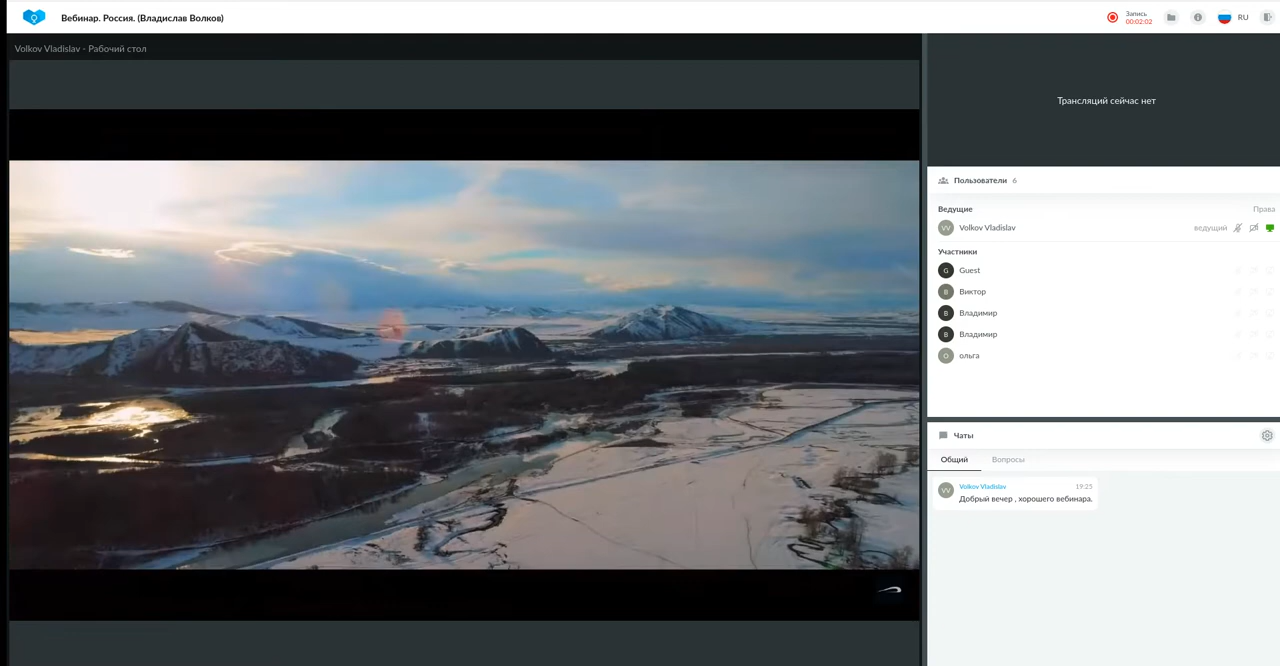 Вебинар. Россия. (Владислав Волков)
Запись
00:02:02
RU
Volkov Vladislav - Рабочий стол
Трансляций сейчас нет
Пользователи 6
Ведущие
Права
VV Volkov Vladislav ведущий
Участники
G Guest
В Виктор
В Владимир
В Владимир
О ольга
Чаты
Общий Вопросы
VV Volkov Vladislav 19:25
Добрый вечер , хорошего вебинара.